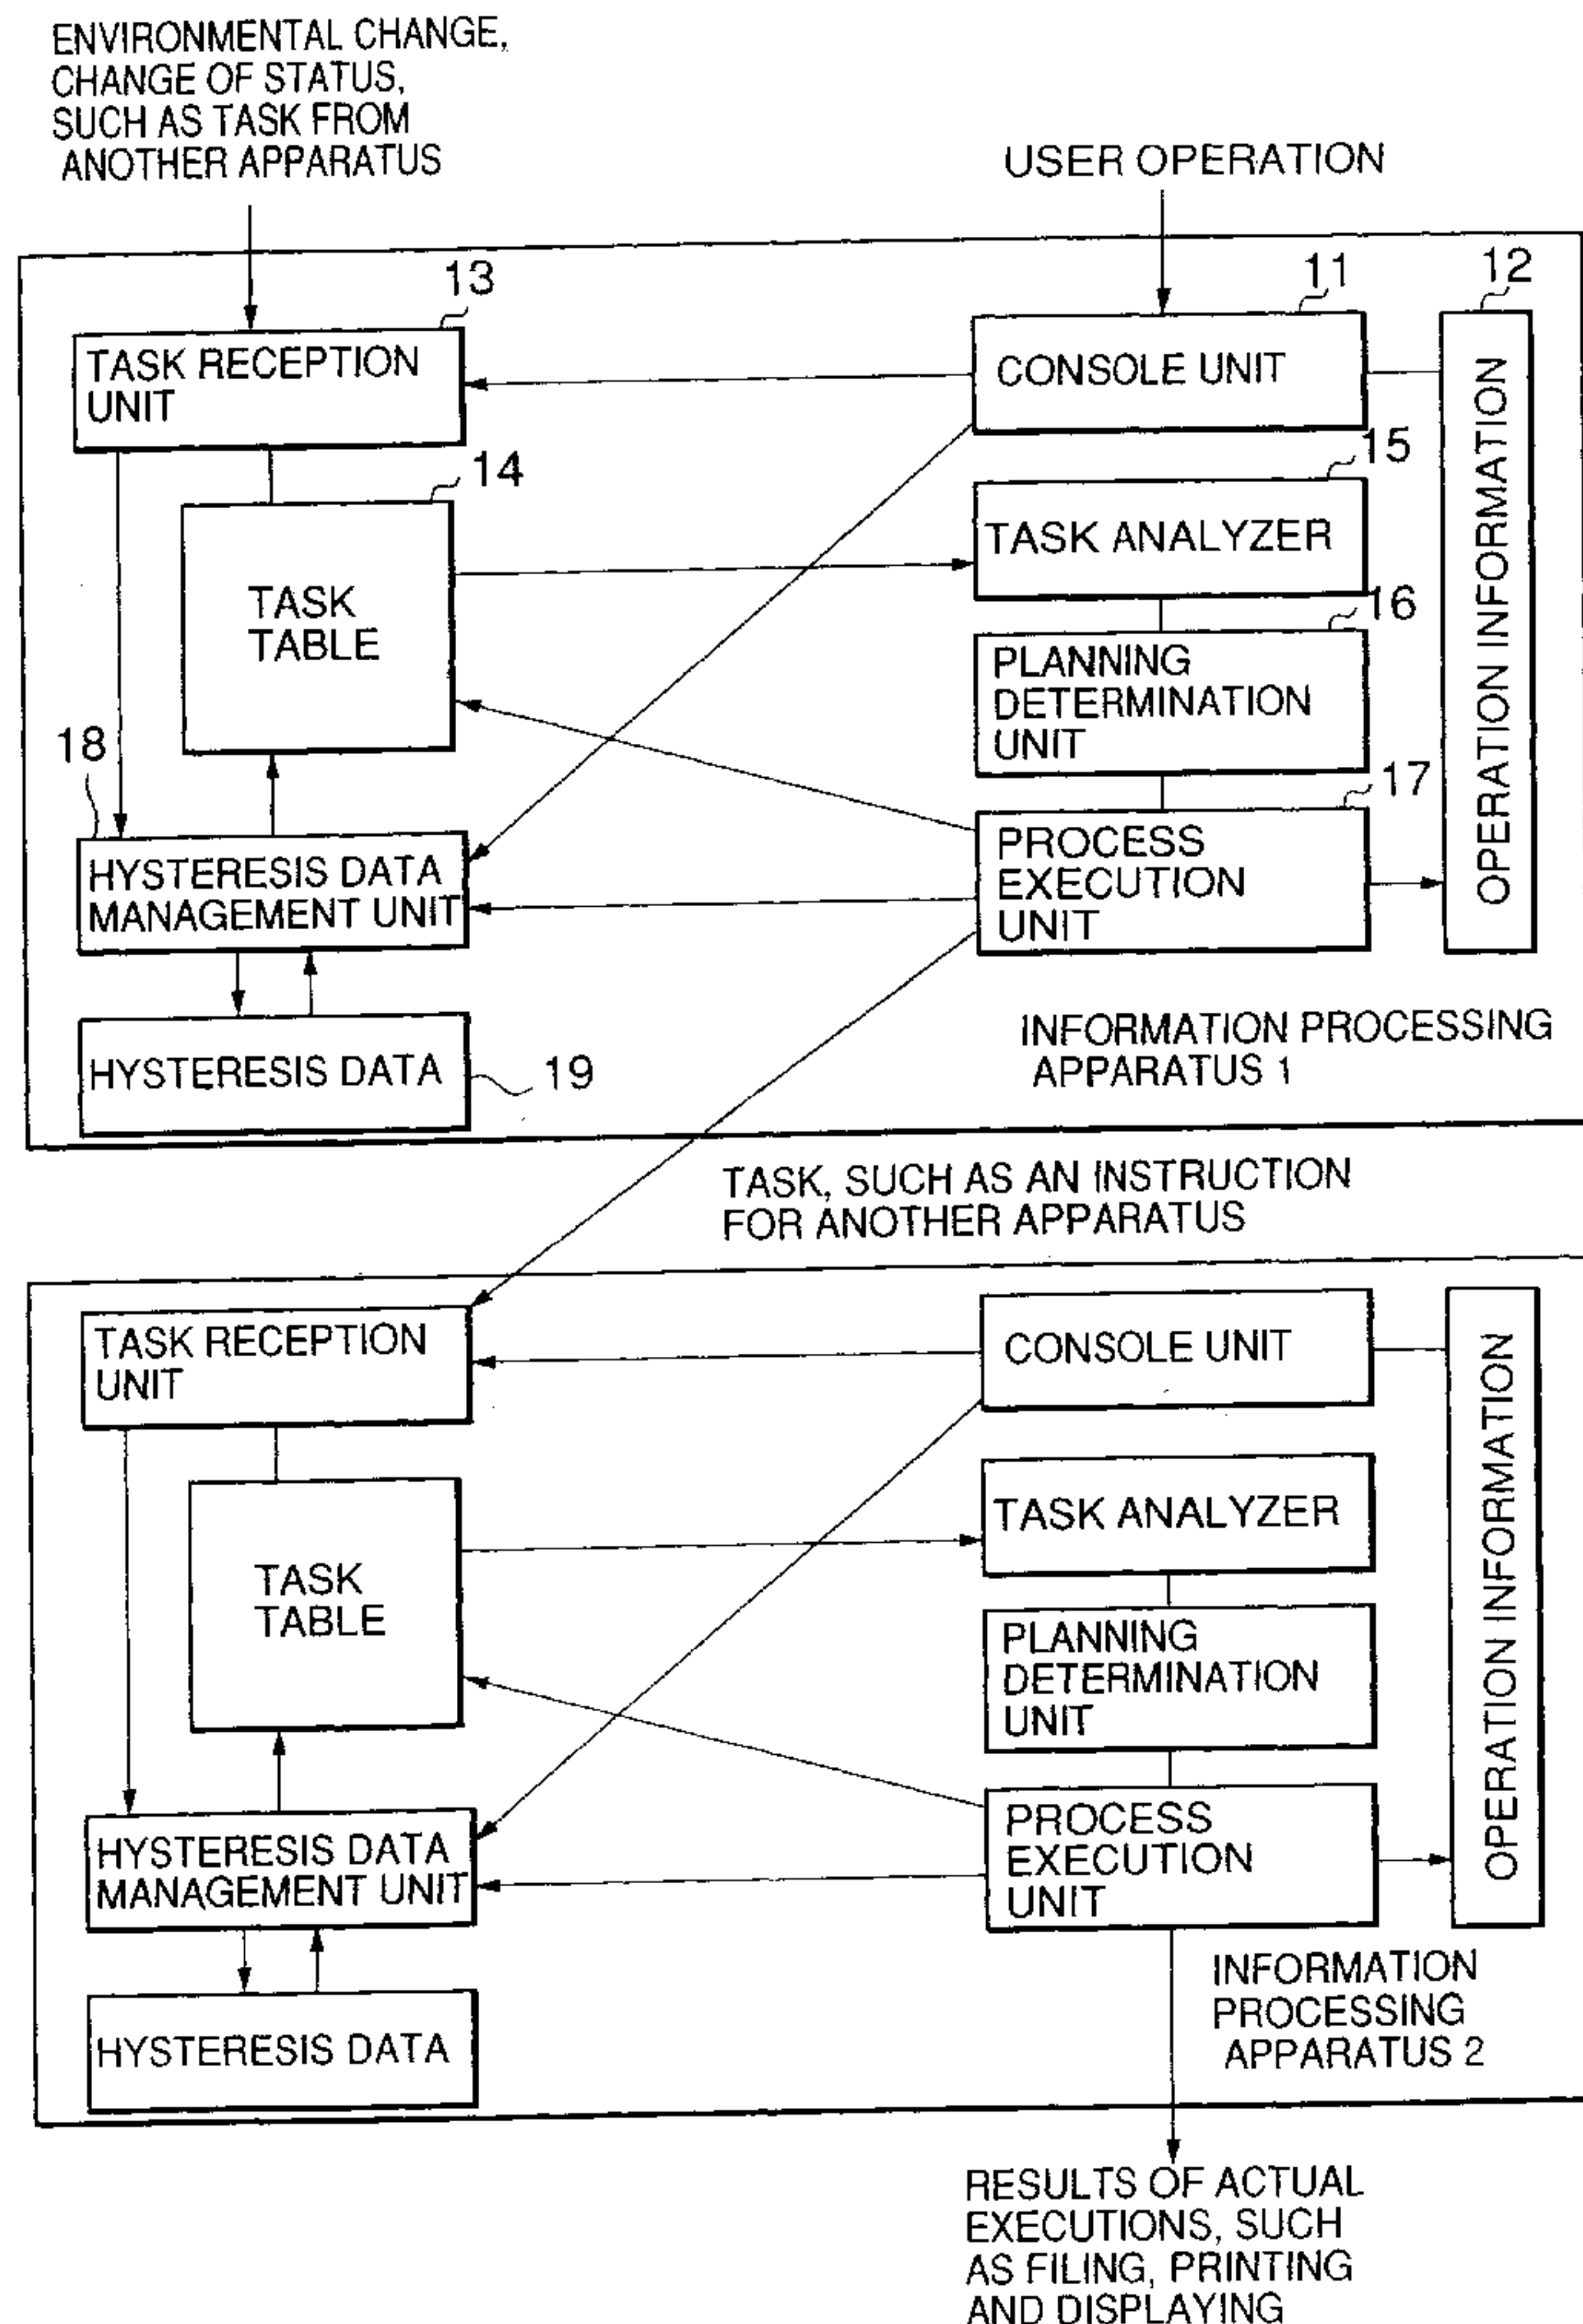 ENVIRONMENTAL CHANGE,
CHANGE OF STATUS,
SUCH AS TASK FROM
ANOTHER APPARATUS
USER OPERATION
13
11
12
TASK RECEPTION
UNIT
CONSOLE UNIT
OPERATION INFORMATION
14
15
TASK
TABLE
TASK ANALYZER
16
PLANNING
DETERMINATION
UNIT
18
17
HYSTERESIS DATA
MANAGEMENT UNIT
PROCESS
EXECUTION
UNIT
HYSTERESIS DATA
19
INFORMATION PROCESSING
APPARATUS 1
TASK, SUCH AS AN INSTRUCTION
FOR ANOTHER APPARATUS
TASK RECEPTION
UNIT
CONSOLE UNIT
OPERATION INFORMATION
TASK
TABLE
TASK ANALYZER
PLANNING
DETERMINATION
UNIT
HYSTERESIS DATA
MANAGEMENT UNIT
PROCESS
EXECUTION
UNIT
HYSTERESIS DATA
INFORMATION
PROCESSING
APPARATUS 2
RESULTS OF ACTUAL
EXECUTIONS, SUCH
AS FILING, PRINTING
AND DISPLAYING